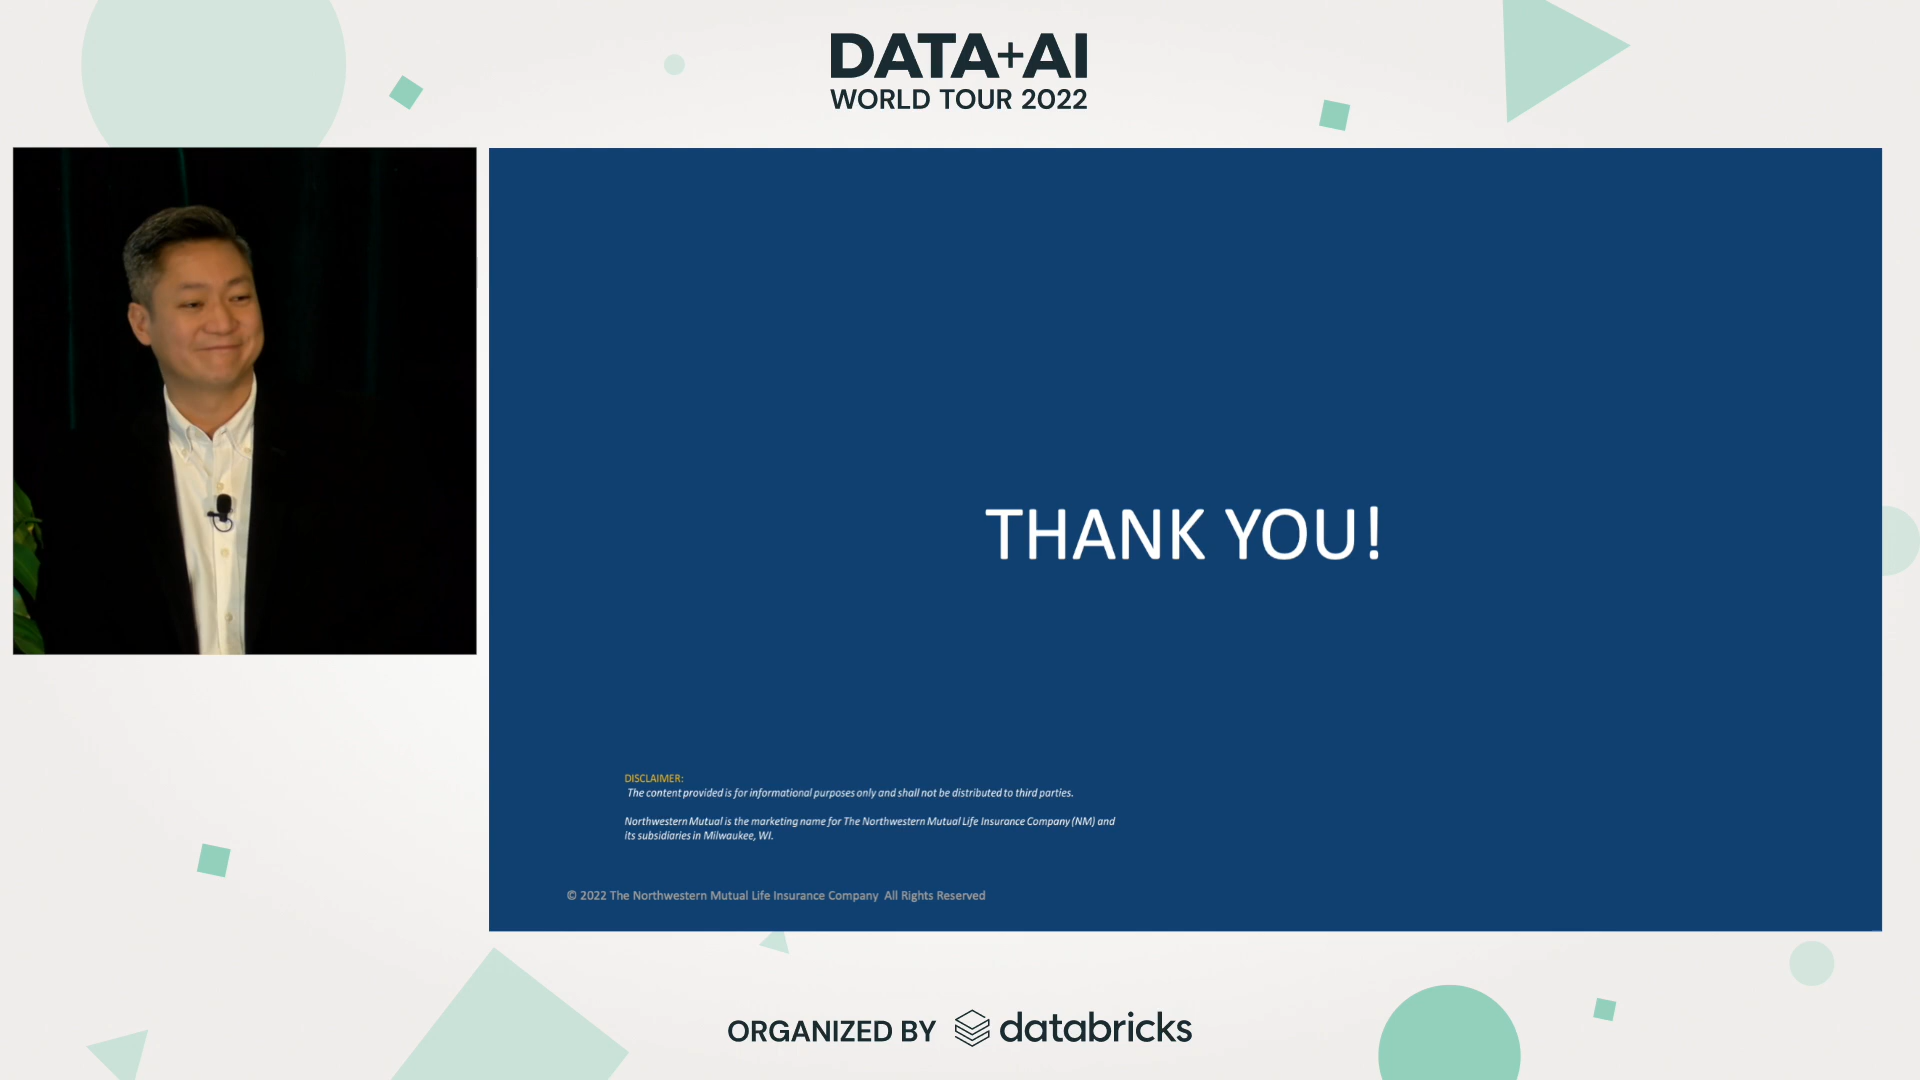 DATA+AI
WORLD TOUR 2022
THANK YOU!
DISCLAIMER:
The content provided is for informational purposes only and shall not be distributed to third parties.
Northwestern Mutual is the marketing name for The Northwestern Mutual Life Insurance Company (NM) and
its subsidiaries in Milwaukee, WI.
© 2022 The Northwestern Mutual Life Insurance Company All Rights Reserved
ORGANIZED BY databricks